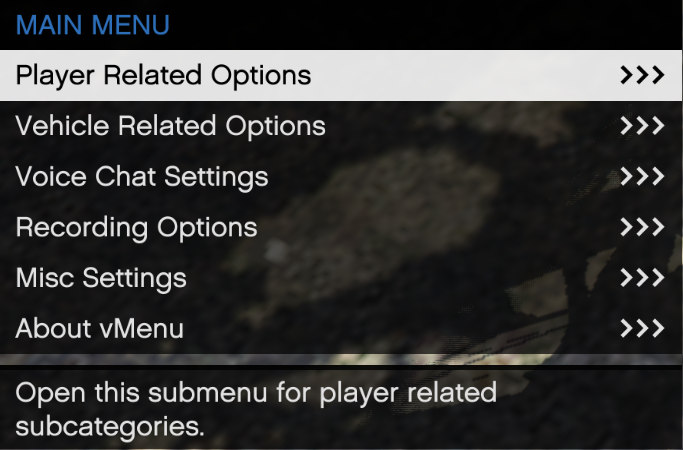 MAIN MENU
Player Related Options >>>
Vehicle Related Options >>>
Voice Chat Settings >>>
Recording Options >>>
Misc Settings >>>
About vMenu >>>
Open this submenu for player related
subcategories.